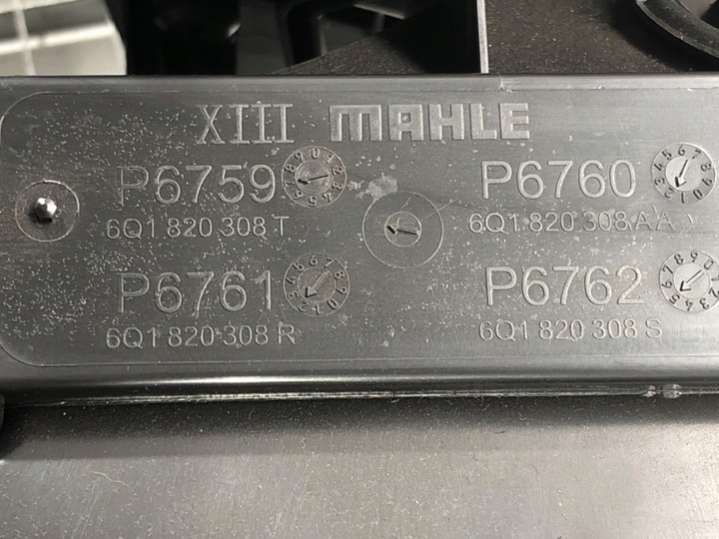 XIII MAHLE
P6759 P6760
6Q1 820 308 T 6Q1 820 308 AA
P6761 P6762
6Q1 820 308 R 6Q1 820 308 S